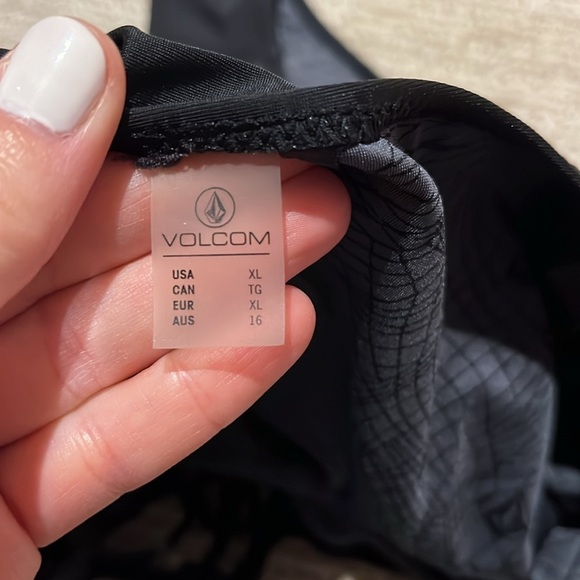 VOLCOM
USA XL
CAN TG
EUR XL
AUS 16